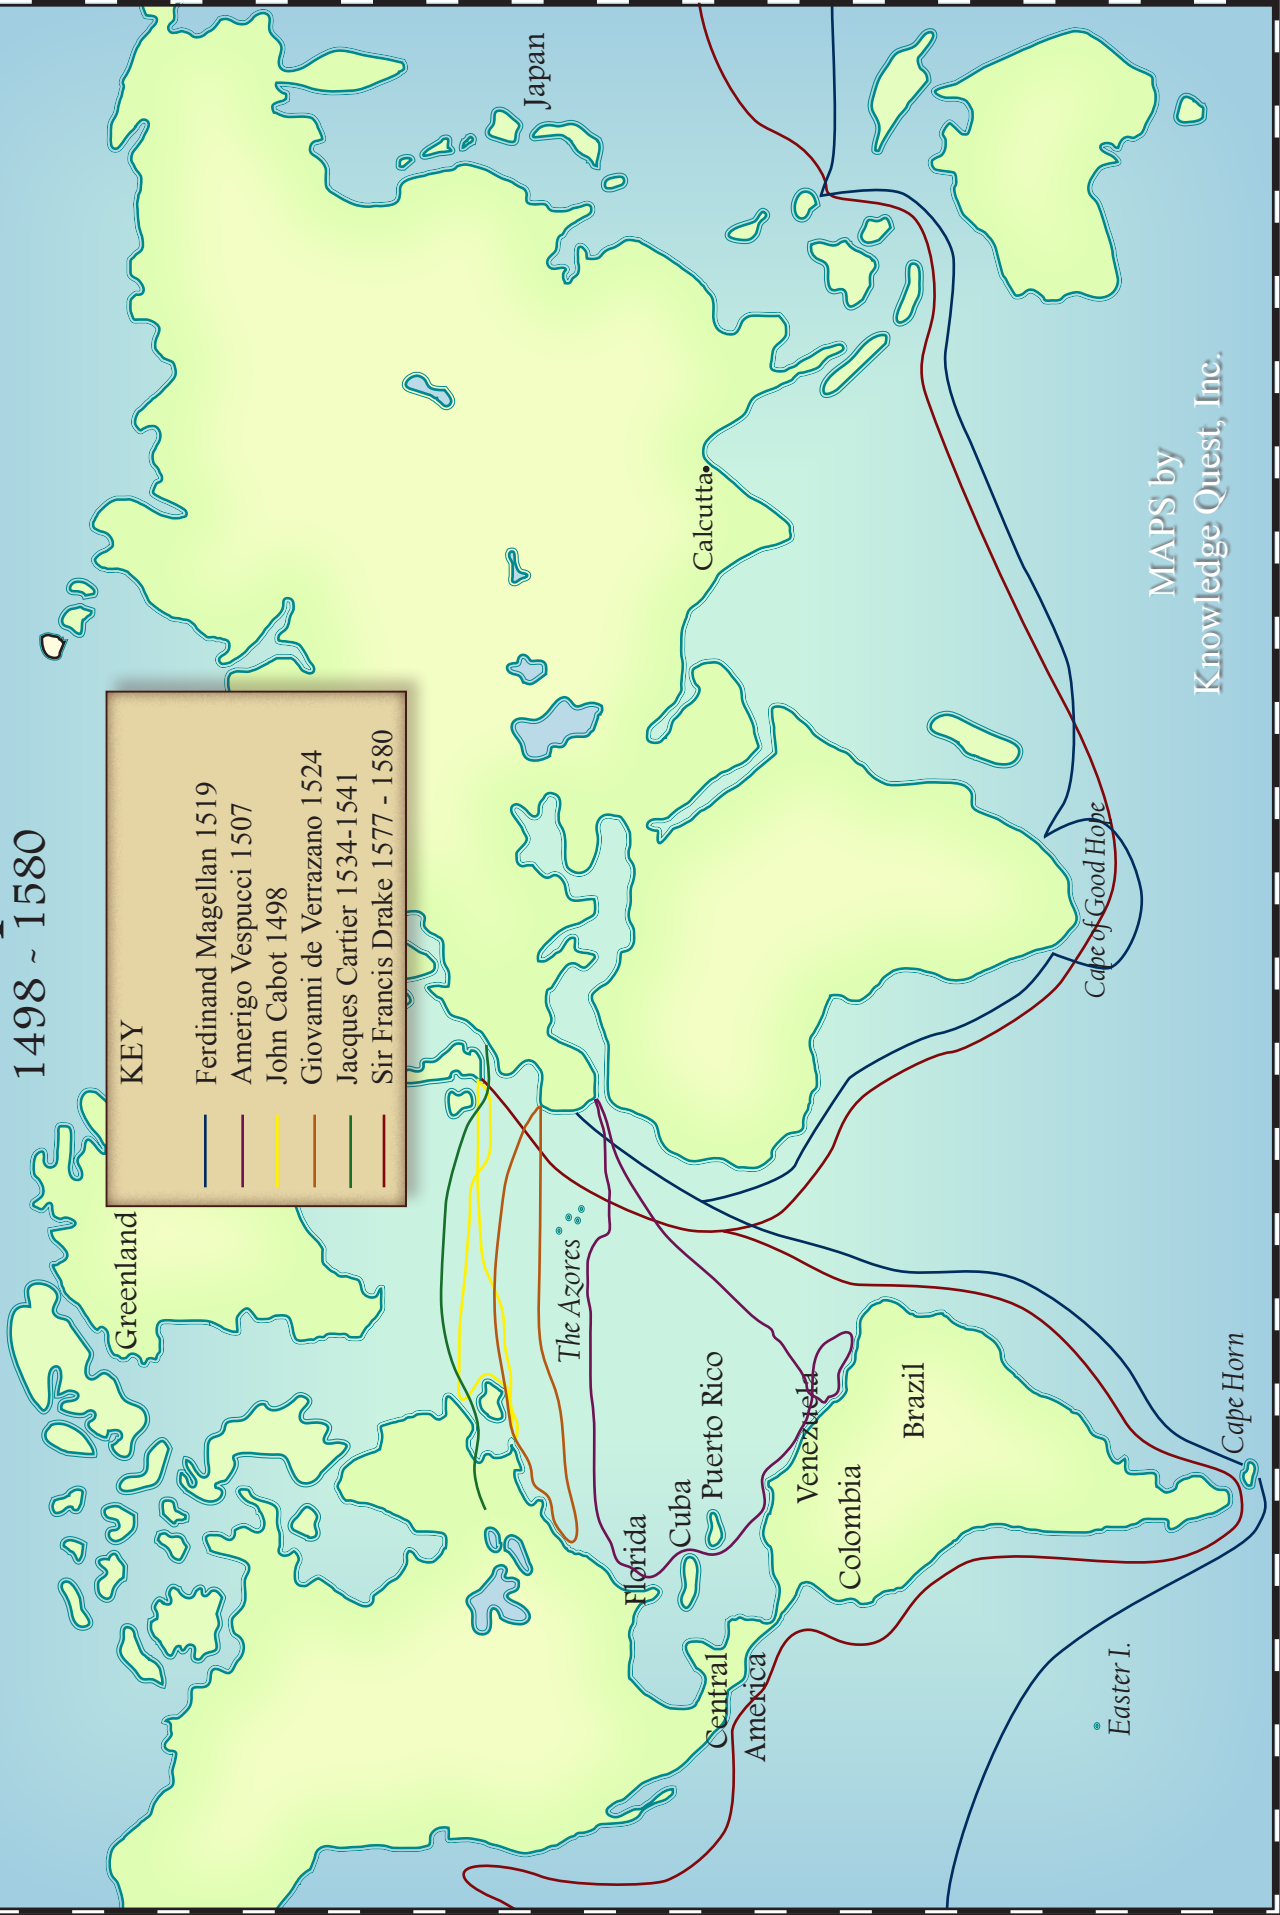 1498 ~ 1580
KEY
Ferdinand Magellan 1519
Amerigo Vespucci 1507
John Cabot 1498
Giovanni de Verrazano 1524
Jacques Cartier 1534-1541
Sir Francis Drake 1577 - 1580
Greenland
Japan
The Azores
Florida
Cuba
Puerto Rico
Calcutta
Central
America
Venezuela
Colombia
Brazil
Cape of Good Hope
Easter I.
Cape Horn
MAPS by
Knowledge Quest, Inc.